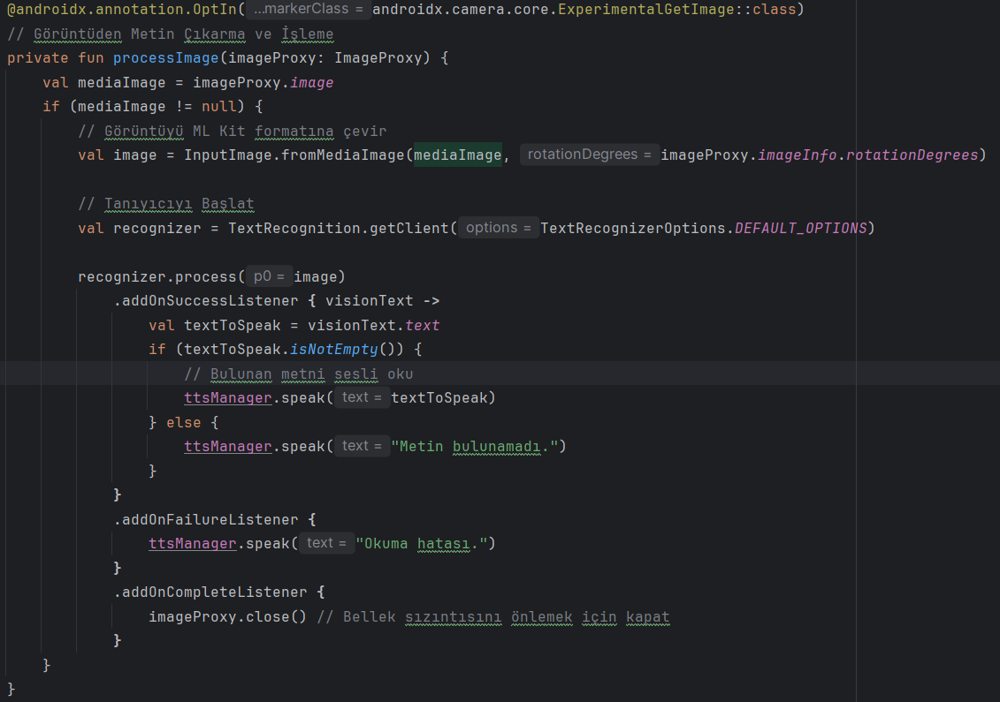 @androidx.annotation.OptIn(...markerClass = androidx.camera.core.ExperimentalGetImage::class)
// Görüntüden Metin Çıkarma ve İşleme
private fun processImage(imageProxy: ImageProxy) {
    val mediaImage = imageProxy.image
    if (mediaImage != null) {
        // Görüntüyü ML Kit formatına çevir
        val image = InputImage.fromMediaImage(mediaImage, rotationDegrees = imageProxy.imageInfo.rotationDegrees)

        // Tanıyıcıyı Başlat
        val recognizer = TextRecognition.getClient(options = TextRecognizerOptions.DEFAULT_OPTIONS)

        recognizer.process(p0 = image)
            .addOnSuccessListener { visionText ->
                val textToSpeak = visionText.text
                if (textToSpeak.isNotEmpty()) {
                    // Bulunan metni sesli oku
                    ttsManager.speak(text = textToSpeak)
                } else {
                    ttsManager.speak(text = "Metin bulunamadı.")
                }
            }
            .addOnFailureListener {
                ttsManager.speak(text = "Okuma hatası.")
            }
            .addOnCompleteListener {
                imageProxy.close() // Bellek sızıntısını önlemek için kapat
            }
    }
}